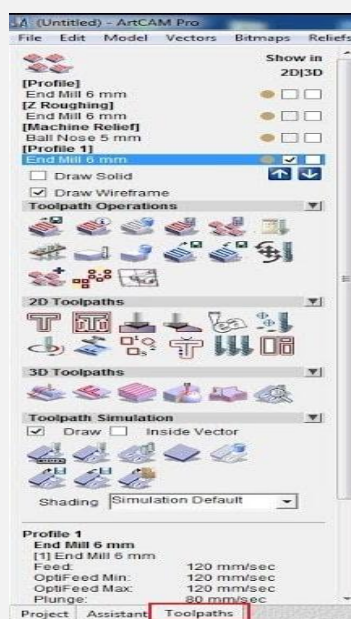 (Untitled) - ArtCAM Pro
File Edit Model Vectors Bitmaps Reliefs
Show in
2D|3D
[Profile]
End Mill 6 mm
[Z Roughing]
End Mill 6 mm
[Machine Relief]
Ball Nose 5 mm
[Profile 1]
End Mill 6 mm
Draw Solid
Draw Wireframe
Toolpath Operations
2D Toolpaths
3D Toolpaths
Toolpath Simulation
Draw Inside Vector
Shading Simulation Default
Profile 1
End Mill 6 mm
[1] End Mill 6 mm
Feed: 120 mm/sec
OptiFeed Min: 120 mm/sec
OptiFeed Max: 120 mm/sec
Plunge: 80 mm/sec
Project Assistant Toolpaths